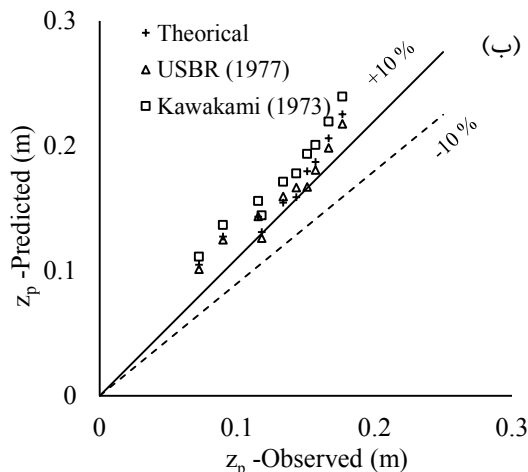 0.3
+ Theorical
(ب)
+10 %
△ USBR (1977)
□ Kawakami (1973)
-10 %
0.2
z_p -Predicted (m)
0.1
0
0
0.1
0.2
0.3
z_p -Observed (m)